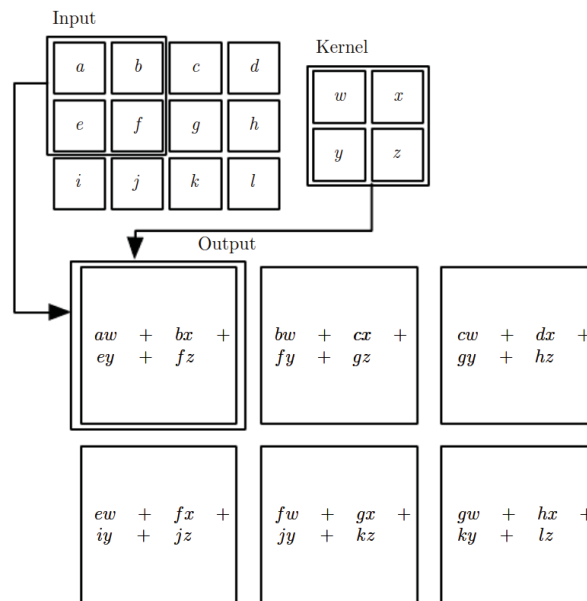 Input
Kernel
a b c d
w x
e f g h
y z
i j k l
Output
aw + bx +
ey + fz
bw + cx +
fy + gz
cw + dx +
gy + hz
ew + fx +
iy + jz
fw + gx +
jy + kz
gw + hx +
ky + lz